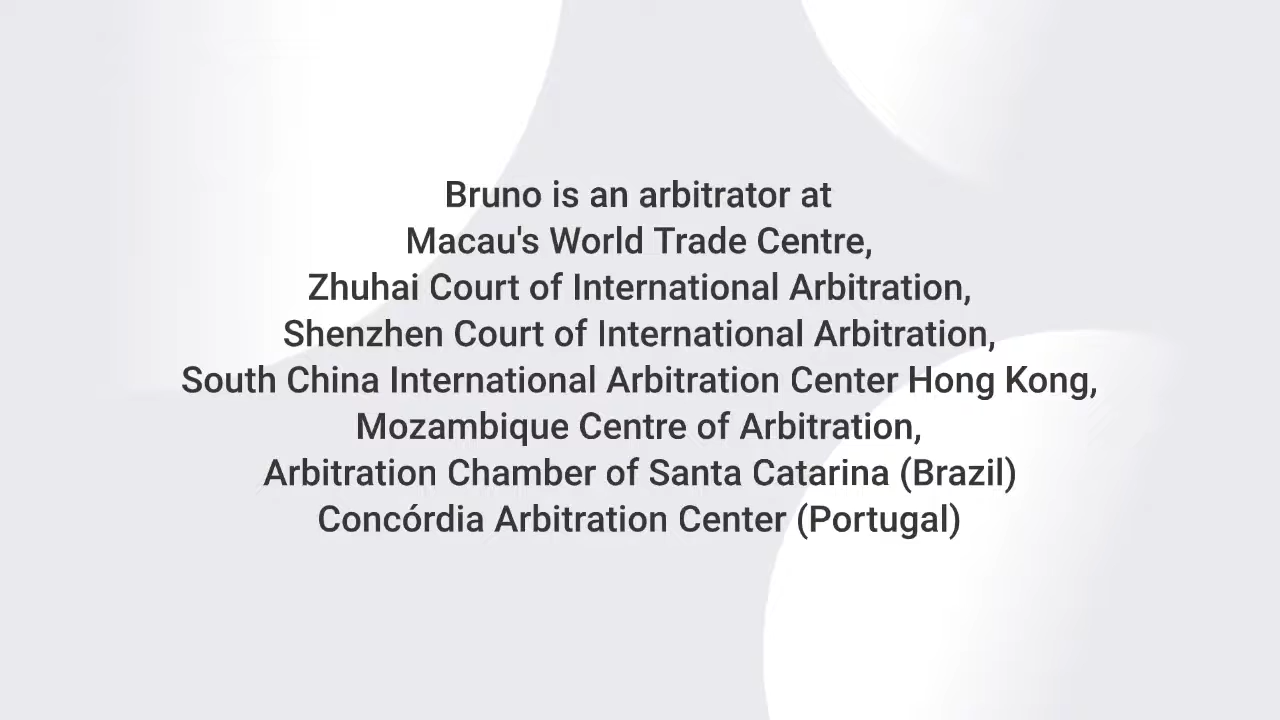 Bruno is an arbitrator at
Macau's World Trade Centre,
Zhuhai Court of International Arbitration,
Shenzhen Court of International Arbitration,
South China International Arbitration Center Hong Kong,
Mozambique Centre of Arbitration,
Arbitration Chamber of Santa Catarina (Brazil)
Concórdia Arbitration Center (Portugal)